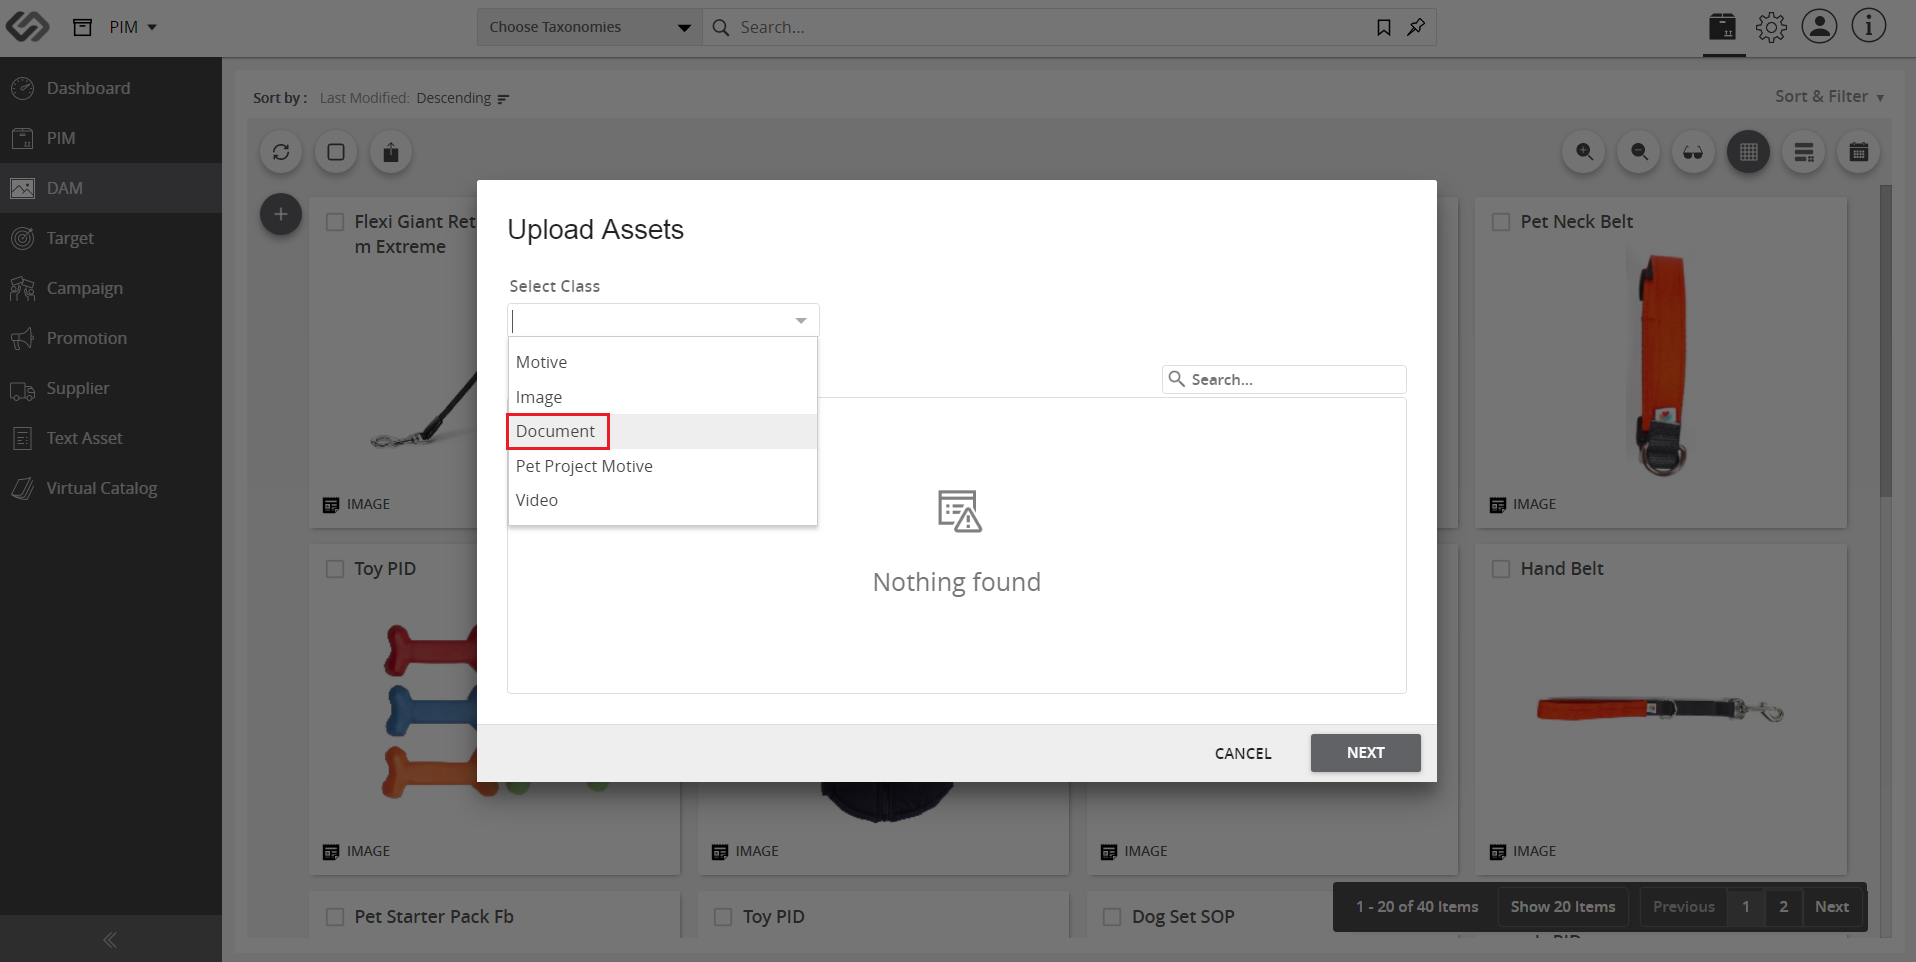 PIM
Choose Taxonomies
Search...
Dashboard
PIM
DAM
Target
Campaign
Promotion
Supplier
Text Asset
Virtual Catalog
Sort by : Last Modified: Descending
Sort & Filter
Flexi Giant Ret
m Extreme
IMAGE
Pet Neck Belt
IMAGE
Upload Assets
Select Class
Motive
Image
Document
Pet Project Motive
Video
Search...
Nothing found
CANCEL
NEXT
Toy PID
IMAGE
IMAGE
IMAGE
Hand Belt
IMAGE
Pet Starter Pack Fb
Toy PID
Dog Set SOP
1 - 20 of 40 Items
Show 20 Items
Previous
1
2
Next